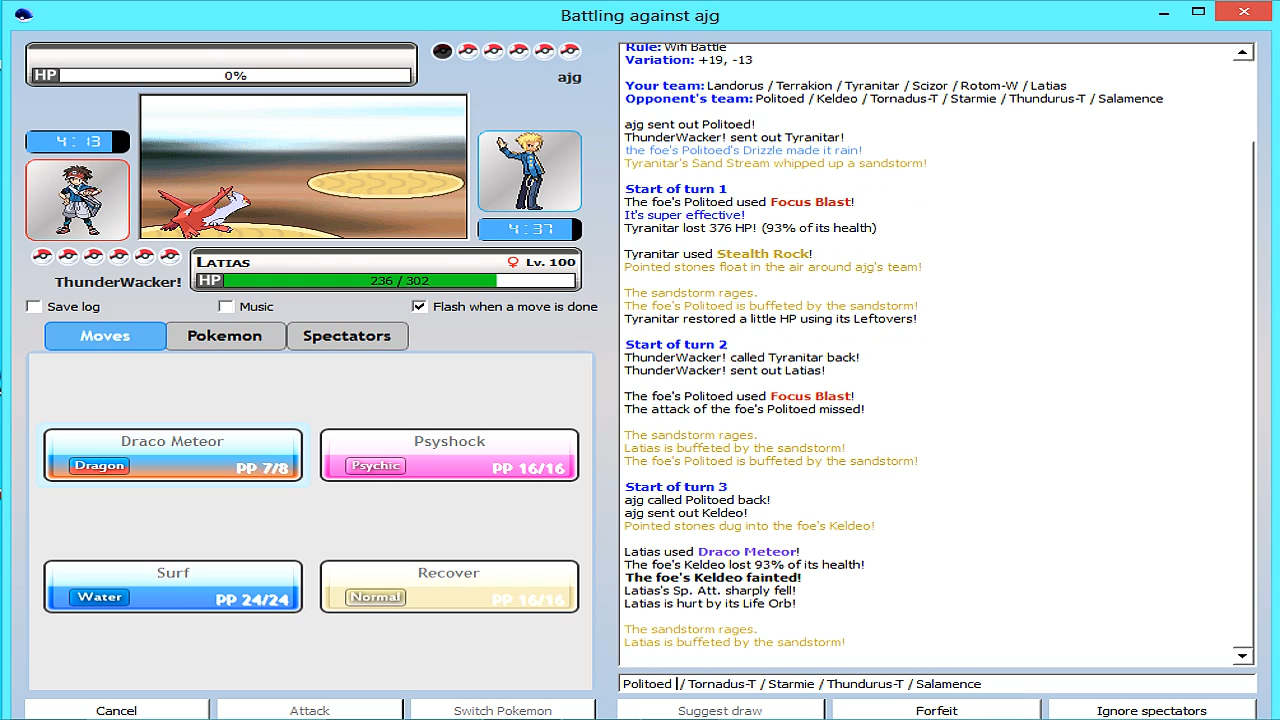 Battling against ajg
HP 0%
ajg
4:13
4:37
LATIAS ♀ Lv. 100
HP 236 / 302
ThunderWacker!
Save log
Music
Flash when a move is done
Moves
Pokemon
Spectators
Draco Meteor
Dragon PP 7/8
Psyshock
Psychic PP 16/16
Surf
Water PP 24/24
Recover
Normal PP 16/16
Cancel
Attack
Switch Pokemon
Rule: Wifi Battle
Variation: +19, -13
Your team: Landorus / Terrakion / Tyranitar / Scizor / Rotom-W / Latias
Opponent's team: Politoed / Keldeo / Tornadus-T / Starmie / Thundurus-T / Salamence
ajg sent out Politoed!
ThunderWacker! sent out Tyranitar!
the foe's Politoed's Drizzle made it rain!
Tyranitar's Sand Stream whipped up a sandstorm!
Start of turn 1
The foe's Politoed used Focus Blast!
It's super effective!
Tyranitar lost 376 HP! (93% of its health)
Tyranitar used Stealth Rock!
Pointed stones float in the air around ajg's team!
The sandstorm rages.
The foe's Politoed is buffeted by the sandstorm!
Tyranitar restored a little HP using its Leftovers!
Start of turn 2
ThunderWacker! called Tyranitar back!
ThunderWacker! sent out Latias!
The foe's Politoed used Focus Blast!
The attack of the foe's Politoed missed!
The sandstorm rages.
Latias is buffeted by the sandstorm!
The foe's Politoed is buffeted by the sandstorm!
Start of turn 3
ajg called Politoed back!
ajg sent out Keldeo!
Pointed stones dug into the foe's Keldeo!
Latias used Draco Meteor!
The foe's Keldeo lost 93% of its health!
The foe's Keldeo fainted!
Latias's Sp. Att. sharply fell!
Latias is hurt by its Life Orb!
The sandstorm rages.
Latias is buffeted by the sandstorm!
Politoed / Tornadus-T / Starmie / Thundurus-T / Salamence
Suggest draw
Forfeit
Ignore spectators